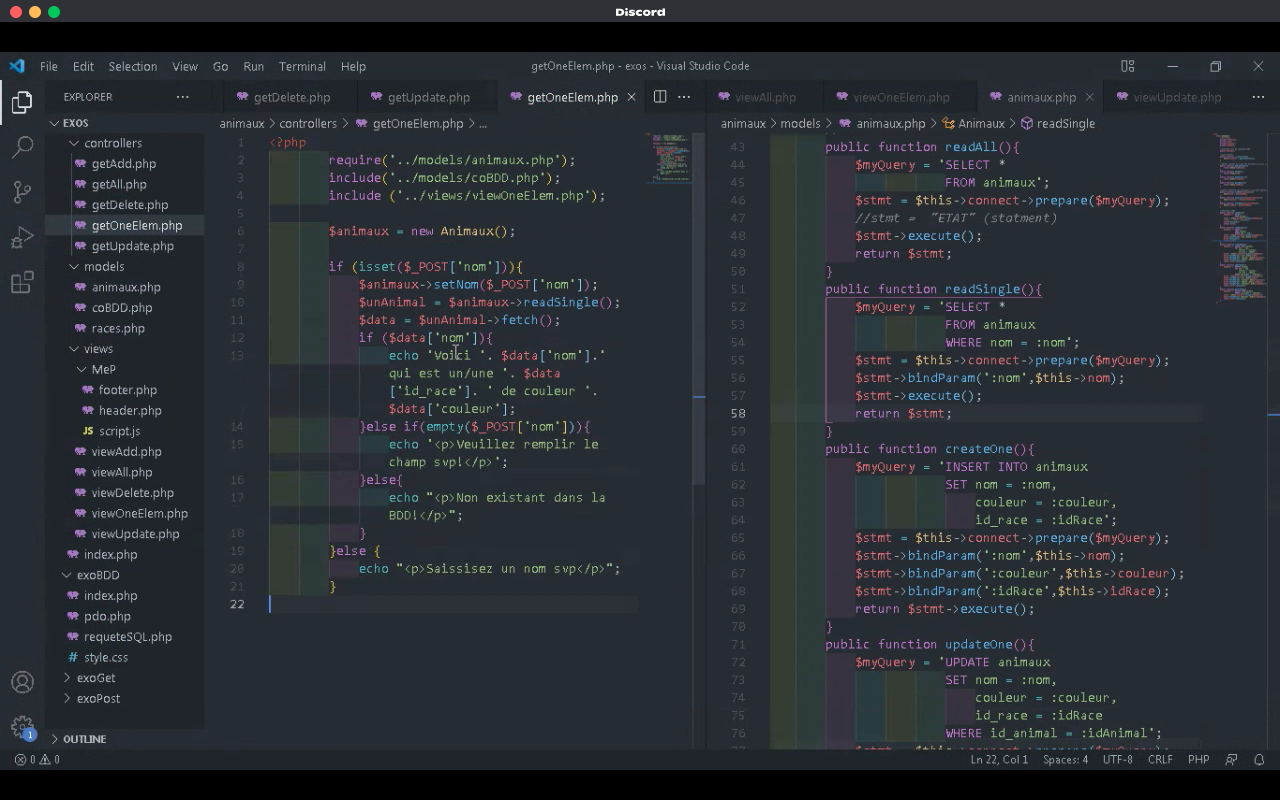 Discord
File Edit Selection View Go Run Terminal Help
getOneElem.php - exos - Visual Studio Code
EXPLORER
EXOS
controllers
getAdd.php
getAll.php
getDelete.php
getOneElem.php
getUpdate.php
models
animaux.php
coBDD.php
races.php
views
MeP
footer.php
header.php
JS script.js
viewAdd.php
viewAll.php
viewDelete.php
viewOneElem.php
viewUpdate.php
index.php
exoBDD
index.php
pdo.php
requeteSQL.php
# style.css
exoGet
exoPost
OUTLINE
1
0 0
getDelete.php getUpdate.php getOneElem.php
animaux > controllers > getOneElem.php > ...
1 <?php
2 require('../models/animaux.php');
3 include('../models/coBDD.php');
4 include ('../views/viewOneElem.php');
5
6 $animaux = new Animaux();
7
8 if (isset($_POST['nom'])){
9 $animaux->setNom($_POST['nom']);
10 $unAnimal = $animaux->readSingle();
11 $data = $unAnimal->fetch();
12 if ($data['nom']){
13 echo 'Voici '. $data['nom'].'
qui est un/une '. $data
['id_race']. ' de couleur '.
$data['couleur'];
14 }else if(empty($_POST['nom'])){
15 echo '<p>Veuillez remplir le
champ svp!</p>';
16 }else{
17 echo "<p>Non existant dans la
BDD!</p>";
18 }
19 }else {
20 echo "<p>Saissisez un nom svp</p>";
21 }
22
viewAll.php viewOneElem.php animaux.php viewUpdate.php
animaux > models > animaux.php > Animaux > readSingle
43 public function readAll(){
44 $myQuery = 'SELECT *
45 FROM animaux';
46 $stmt = $this->connect->prepare($myQuery);
47 //stmt = "ETAT" (statment)
48 $stmt->execute();
49 return $stmt;
50 }
51 public function readSingle(){
52 $myQuery = 'SELECT *
53 FROM animaux
54 WHERE nom = :nom';
55 $stmt = $this->connect->prepare($myQuery);
56 $stmt->bindParam(':nom',$this->nom);
57 $stmt->execute();
58 return $stmt;
59 }
60 public function createOne(){
61 $myQuery = 'INSERT INTO animaux
62 SET nom = :nom,
63 couleur = :couleur,
64 id_race = :idRace';
65 $stmt = $this->connect->prepare($myQuery);
66 $stmt->bindParam(':nom',$this->nom);
67 $stmt->bindParam(':couleur',$this->couleur);
68 $stmt->bindParam(':idRace',$this->idRace);
69 return $stmt->execute();
70 }
71 public function updateOne(){
72 $myQuery = 'UPDATE animaux
73 SET nom = :nom,
74 couleur = :couleur,
75 id_race = :idRace
76 WHERE id_animal = :idAnimal';
Ln 22, Col 1 Spaces: 4 UTF-8 CRLF PHP